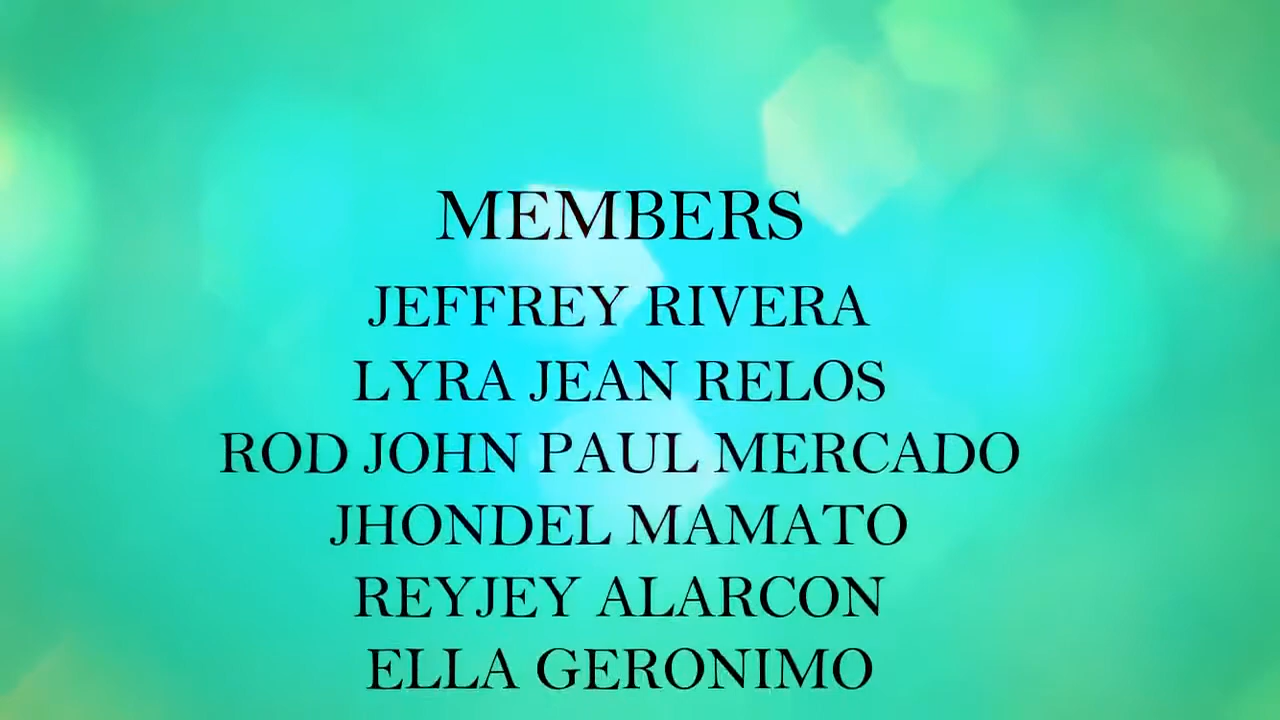 MEMBERS
JEFFREY RIVERA
LYRA JEAN RELOS
ROD JOHN PAUL MERCADO
JHONDEL MAMATO
REYJEY ALARCON
ELLA GERONIMO